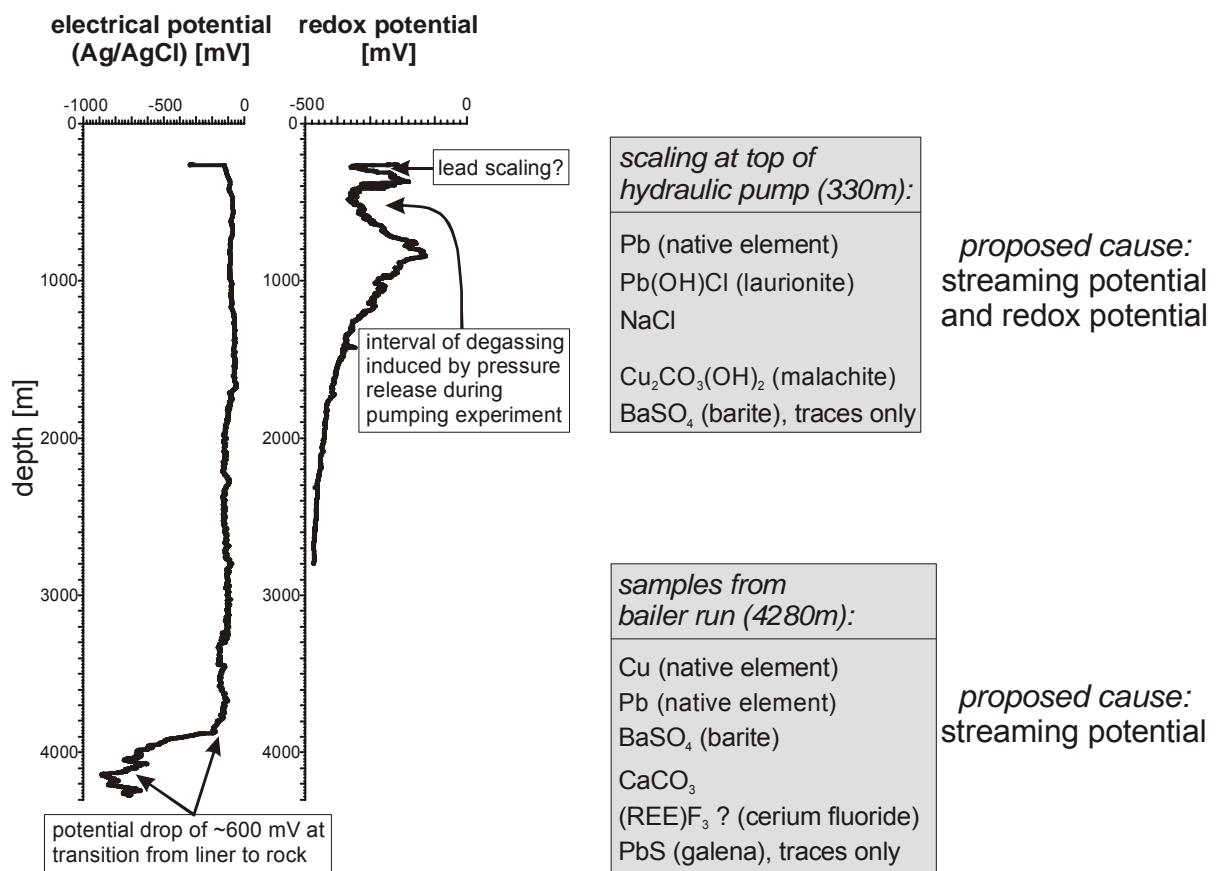 electrical potential
(Ag/AgCl) [mV]
redox potential
[mV]
-1000
-500
0
-500
0
0
0
1000
1000
2000
2000
3000
3000
4000
4000
depth [m]
lead scaling?
interval of degassing
induced by pressure
release during
pumping experiment
potential drop of ~600 mV at
transition from liner to rock
scaling at top of
hydraulic pump (330m):
Pb (native element)
Pb(OH)Cl (laurionite)
NaCl
Cu₂CO₃(OH)₂ (malachite)
BaSO₄ (barite), traces only
proposed cause:
streaming potential
and redox potential
samples from
bailer run (4280m):
Cu (native element)
Pb (native element)
BaSO₄ (barite)
CaCO₃
(REE)F₃ ? (cerium fluoride)
PbS (galena), traces only
proposed cause:
streaming potential